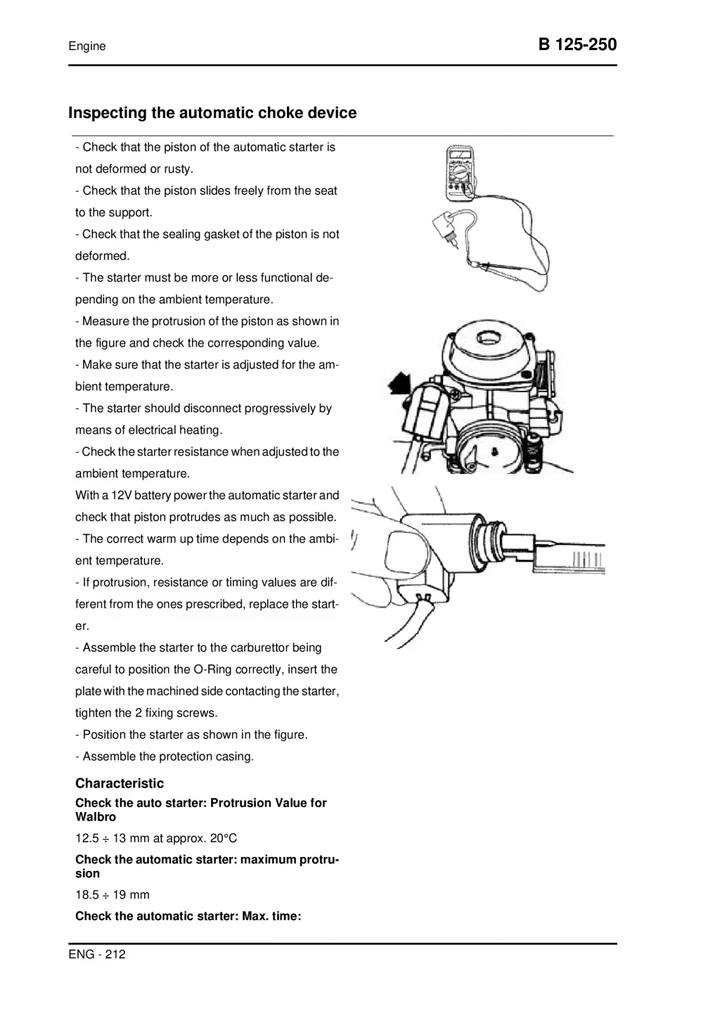 Engine
B 125-250
Inspecting the automatic choke device
- Check that the piston of the automatic starter is
not deformed or rusty.
- Check that the piston slides freely from the seat
to the support.
- Check that the sealing gasket of the piston is not
deformed.
- The starter must be more or less functional de-
pending on the ambient temperature.
- Measure the protrusion of the piston as shown in
the figure and check the corresponding value.
- Make sure that the starter is adjusted for the am-
bient temperature.
- The starter should disconnect progressively by
means of electrical heating.
- Check the starter resistance when adjusted to the
ambient temperature.
With a 12V battery power the automatic starter and
check that piston protrudes as much as possible.
- The correct warm up time depends on the ambi-
ent temperature.
- If protrusion, resistance or timing values are dif-
ferent from the ones prescribed, replace the start-
er.
- Assemble the starter to the carburettor being
careful to position the O-Ring correctly, insert the
plate with the machined side contacting the starter,
tighten the 2 fixing screws.
- Position the starter as shown in the figure.
- Assemble the protection casing.
Characteristic
Check the auto starter: Protrusion Value for
Walbro
12.5 ÷ 13 mm at approx. 20°C
Check the automatic starter: maximum protru-
sion
18.5 ÷ 19 mm
Check the automatic starter: Max. time:
ENG - 212